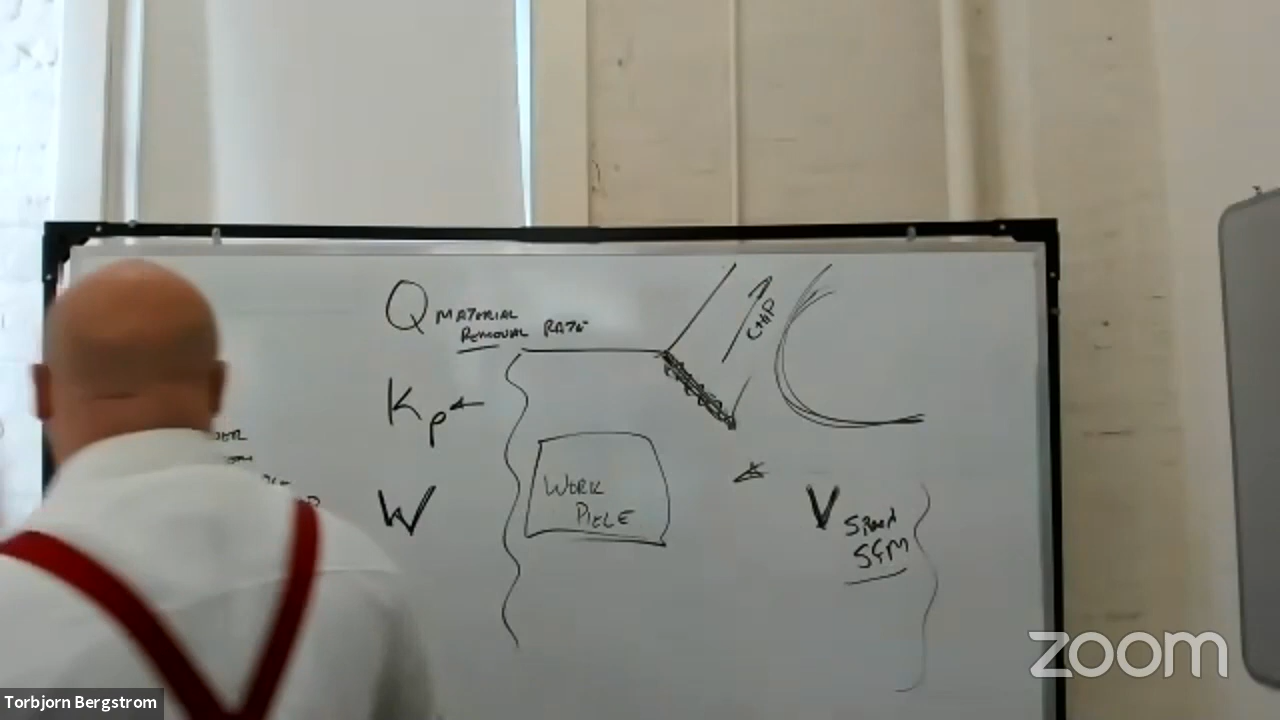 Q MATERIAL
REMOVAL RATE
CHIP
Kp
WORK
PIECE
W
V SPEED
SFM
zoom
Torbjorn Bergstrom